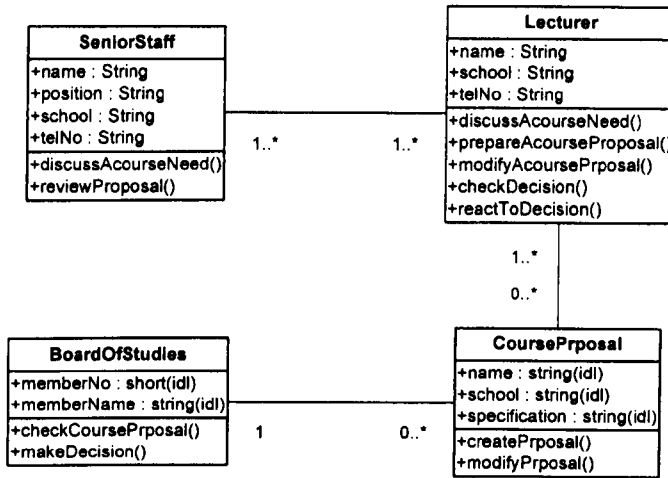 SeniorStaff
+name : String
+position : String
+school : String
+telNo : String
+discussAcourseNeed()
+reviewProposal()
1..*
1..*
Lecturer
+name : String
+school : String
+telNo : String
+discussAcourseNeed()
+prepareAcourseProposal()
+modifyAcoursePrposal()
+checkDecision()
+reactToDecision()
1..*
0..*
BoardOfStudies
+memberNo : short(idl)
+memberName : string(idl)
+checkCoursePrposal()
+makeDecision()
1
0..*
CoursePrposal
+name : string(idl)
+school : string(idl)
+specification : string(idl)
+createPrposal()
+modifyPrposal()